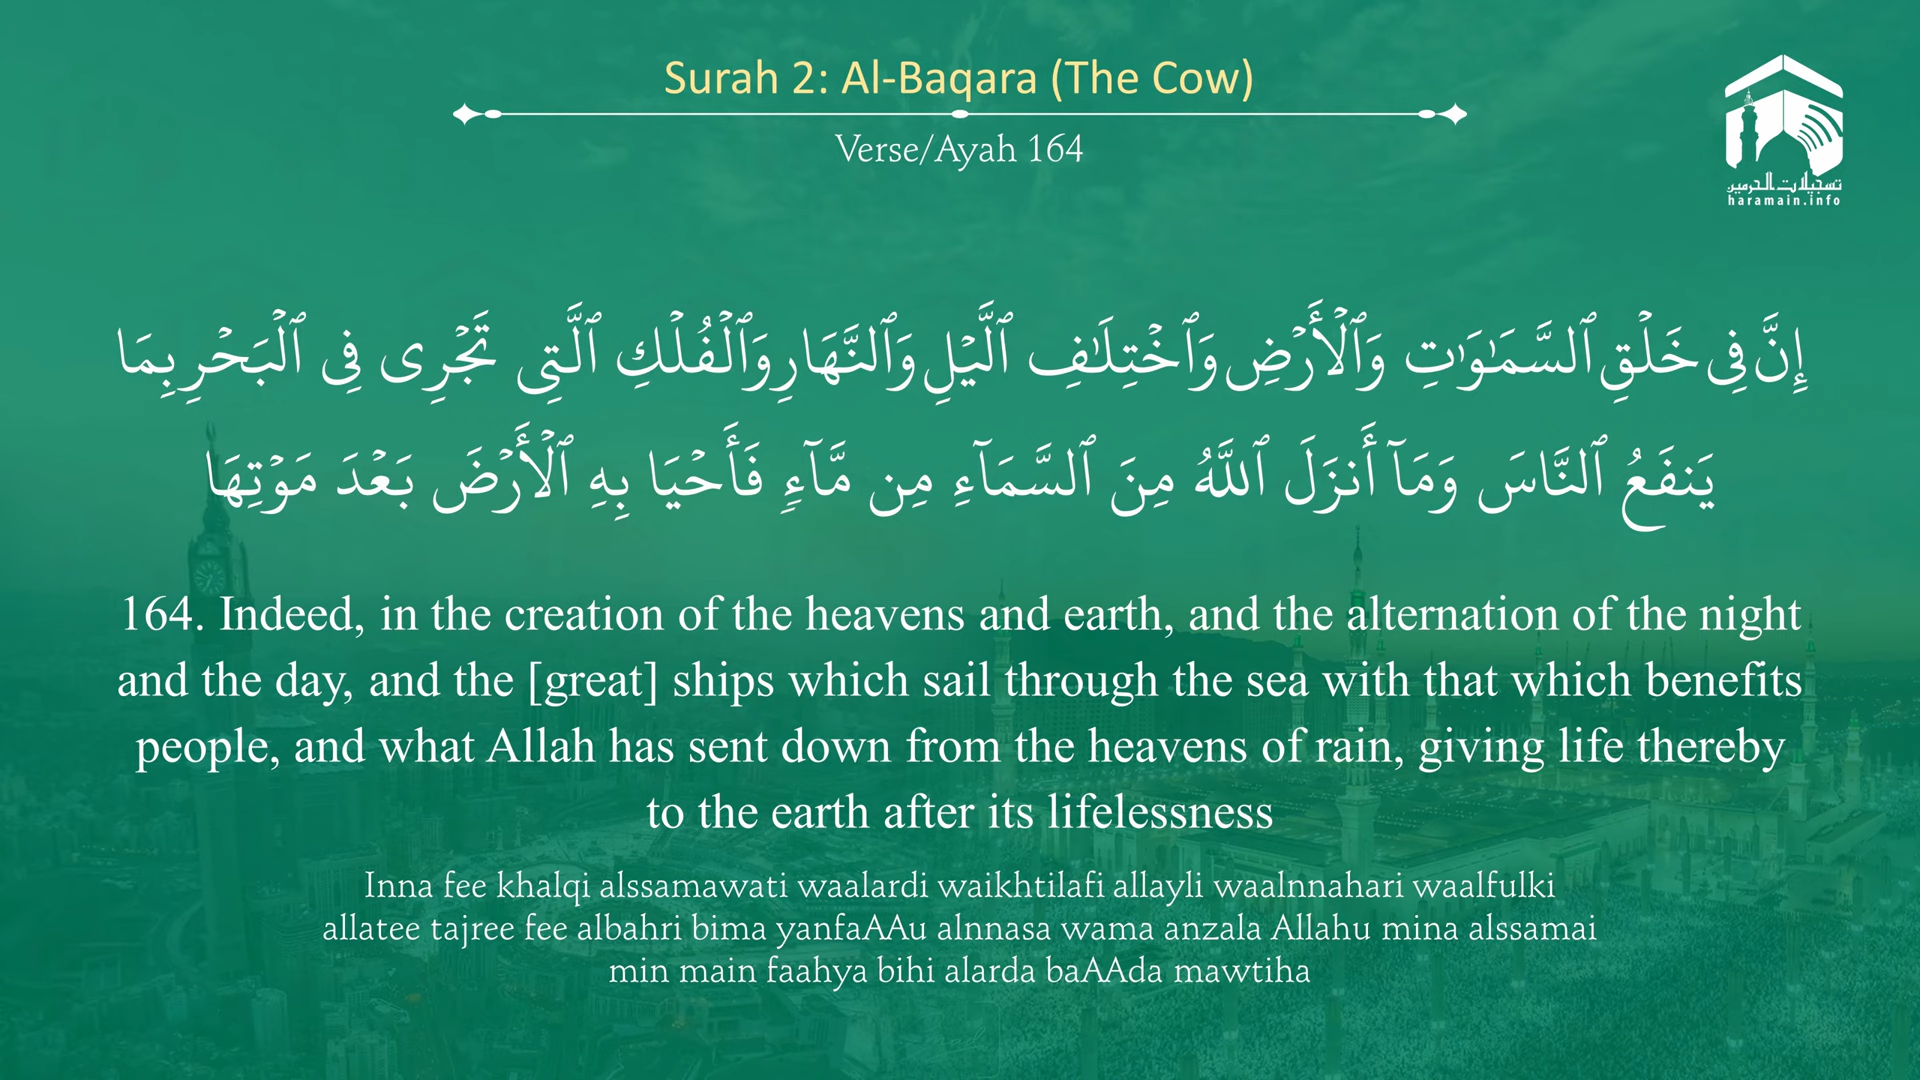 Surah 2: Al-Baqara (The Cow)
Verse/Ayah 164
تسجيلات الحرمين
haramain.info
إِنَّ فِى خَلْقِ ٱلسَّمَـٰوَٰتِ وَٱلْأَرْضِ وَٱخْتِلَـٰفِ ٱلَّيْلِ وَٱلنَّهَارِ وَٱلْفُلْكِ ٱلَّتِى تَجْرِى فِى ٱلْبَحْرِ بِمَا
يَنفَعُ ٱلنَّاسَ وَمَآ أَنزَلَ ٱللَّهُ مِنَ ٱلسَّمَآءِ مِن مَّآءٍ فَأَحْيَا بِهِ ٱلْأَرْضَ بَعْدَ مَوْتِهَا
164. Indeed, in the creation of the heavens and earth, and the alternation of the night
and the day, and the [great] ships which sail through the sea with that which benefits
people, and what Allah has sent down from the heavens of rain, giving life thereby
to the earth after its lifelessness
Inna fee khalqi alssamawati waalardi waikhtilafi allayli waalnnahari waalfulki
allatee tajree fee albahri bima yanfaAAu alnnasa wama anzala Allahu mina alssamai
min main faahya bihi alarda baAAda mawtiha